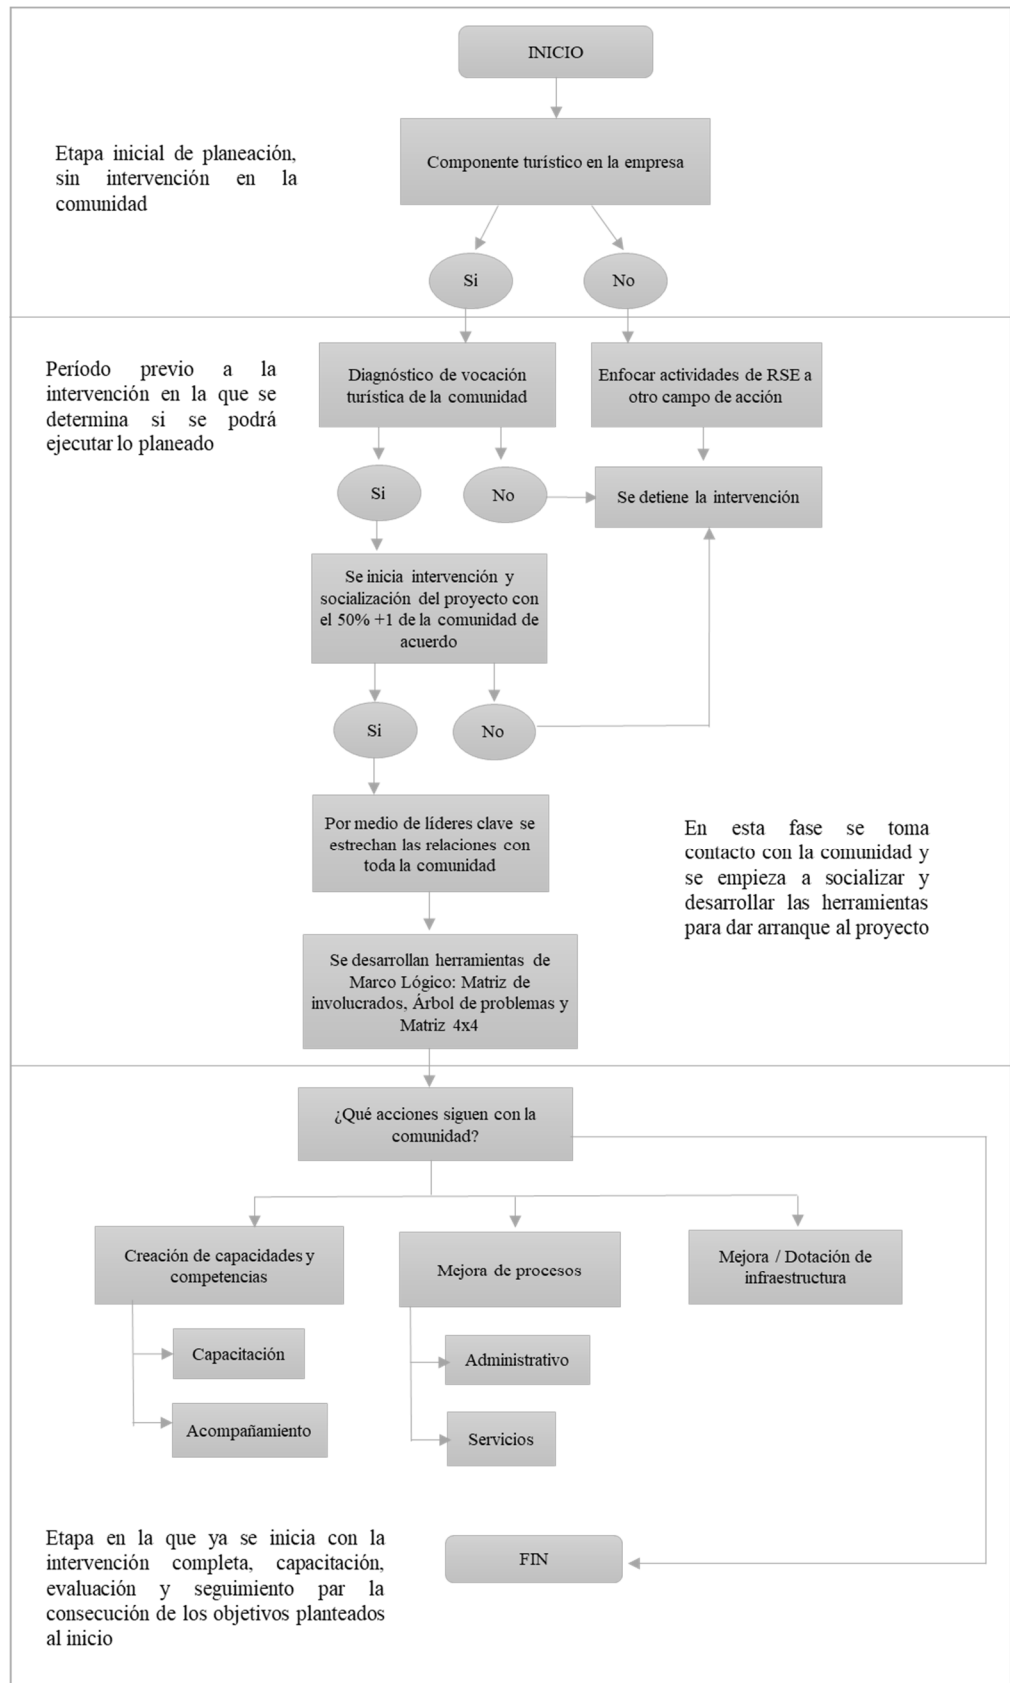 INICIO
Etapa inicial de planeación,
sin intervención en la
comunidad
Componente turístico en la empresa
Si
No
Período previo a la
intervención en la que se
determina si se podrá
ejecutar lo planeado
Diagnóstico de vocación
turística de la comunidad
Enfocar actividades de RSE a
otro campo de acción
Si
No
Se detiene la intervención
Se inicia intervención y
socialización del proyecto con
el 50% +1 de la comunidad de
acuerdo
Si
No
Por medio de líderes clave se
estrechan las relaciones con
toda la comunidad
En esta fase se toma
contacto con la comunidad y
se empieza a socializar y
desarrollar las herramientas
para dar arranque al proyecto
Se desarrollan herramientas de
Marco Lógico: Matriz de
involucrados, Árbol de problemas y
Matriz 4x4
¿Qué acciones siguen con la
comunidad?
Creación de capacidades y
competencias
Mejora de procesos
Mejora / Dotación de
infraestructura
Capacitación
Administrativo
Acompañamiento
Servicios
Etapa en la que ya se inicia con la
intervención completa, capacitación,
evaluación y seguimiento par la
consecución de los objetivos planteados
al inicio
FIN